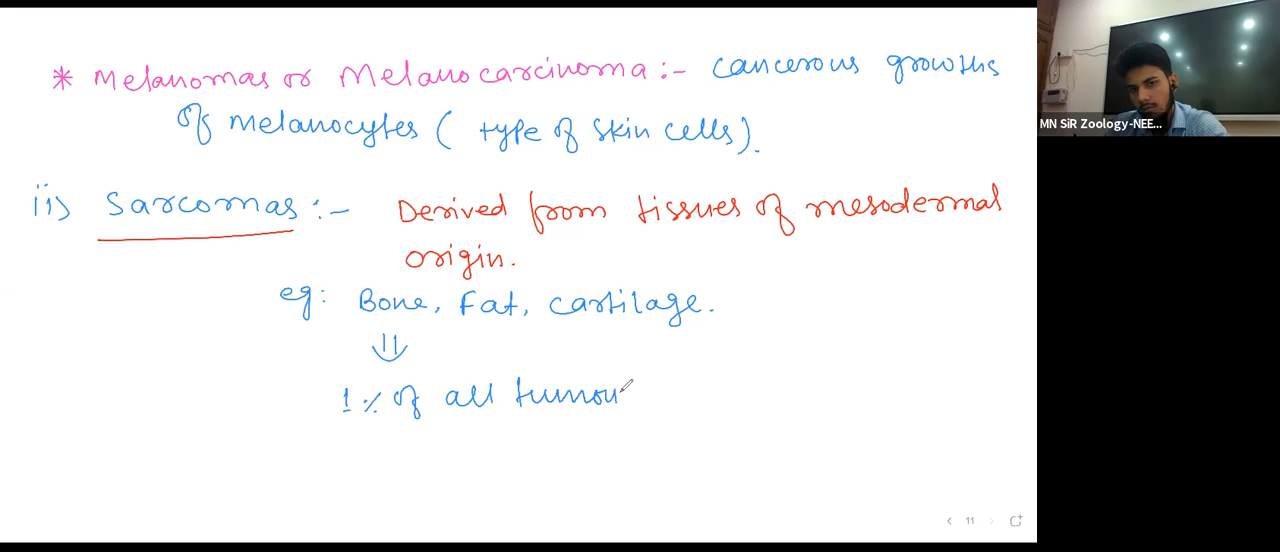 * Melanomas or Melanocarcinoma :- cancerous growths
of melanocytes ( type of skin cells).
ii) Sarcomas :- Derived from tissues of mesodermal
origin.
eg: Bone, Fat, cartilage.
1% of all tumou
MN SiR Zoology-NEE...
11